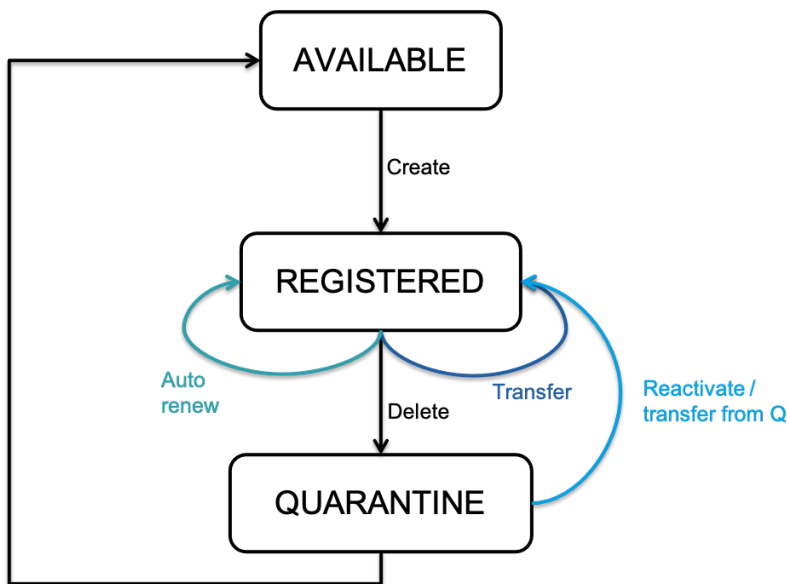 AVAILABLE
Create
REGISTERED
Auto
renew
Transfer
Reactivate /
transfer from Q
Delete
QUARANTINE